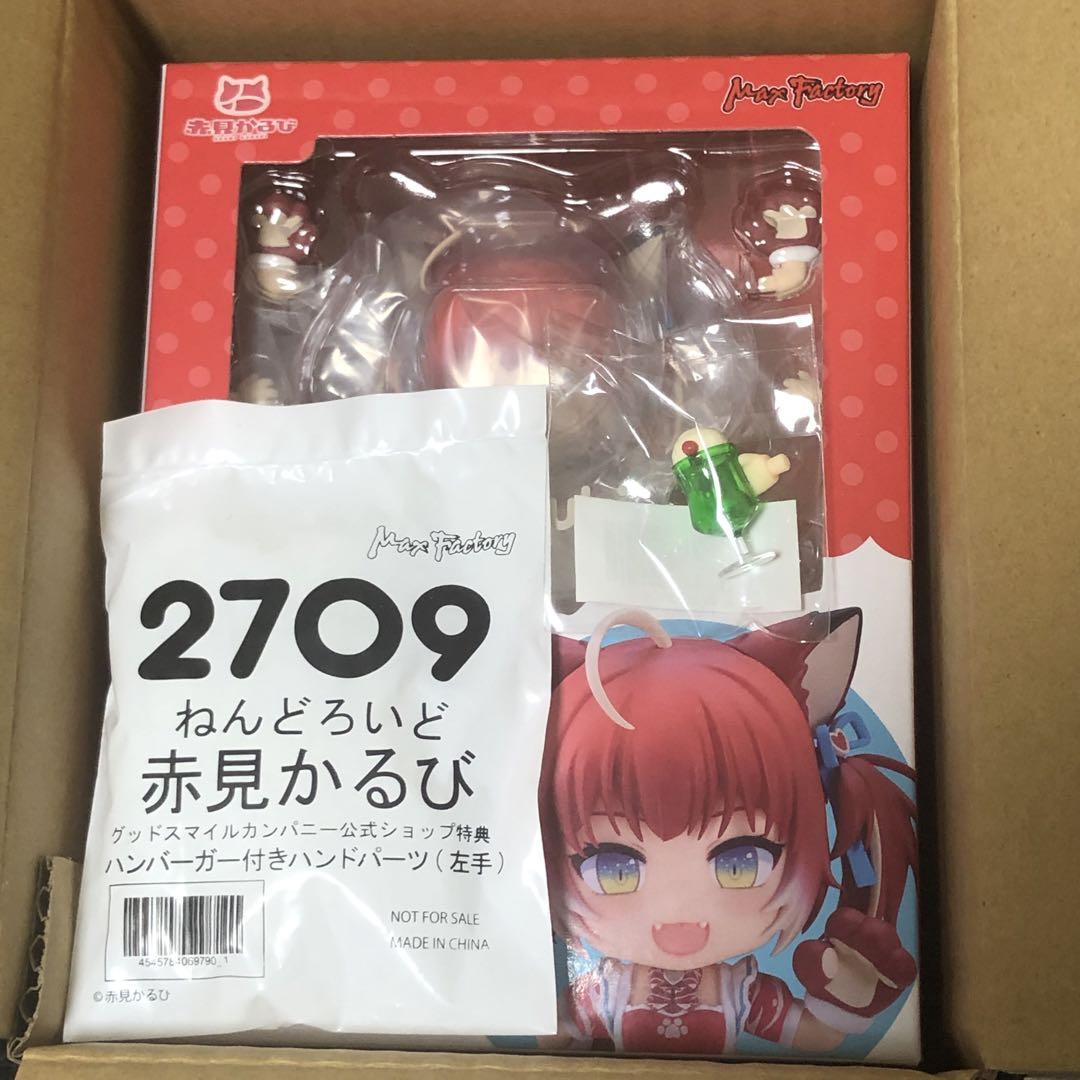 赤見かるび
Max Factory
Max Factory
2709
ねんどろいど
赤見かるび
グッドスマイルカンパニー公式ショップ特典
ハンバーガー付きハンドパーツ(左手)
NOT FOR SALE
MADE IN CHINA
4545784069790_1
©赤見かるび